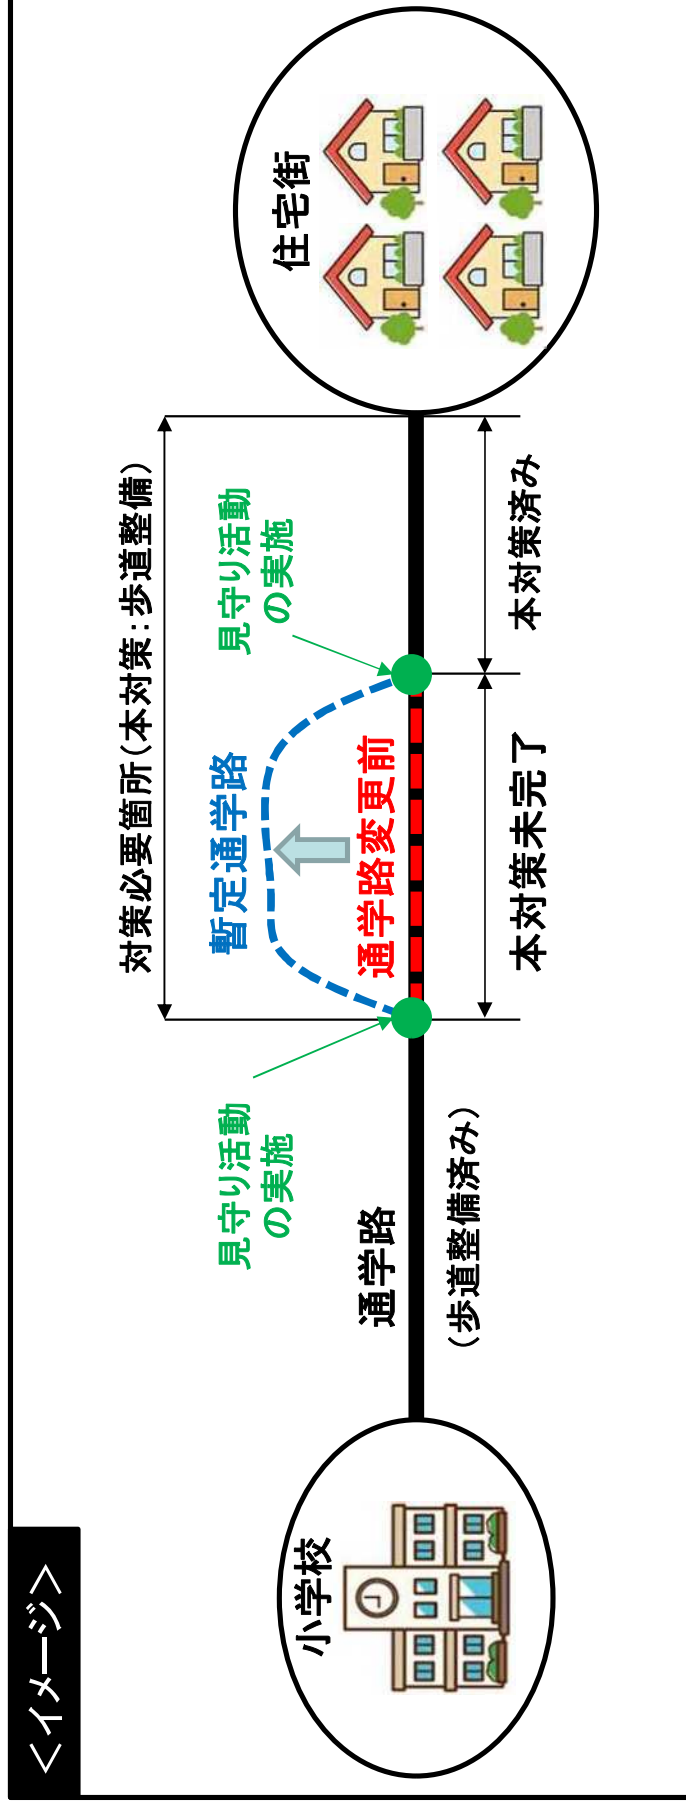 ＜イメージ＞
対策必要箇所(本対策：歩道整備)
見守り活動
の実施
暫定通学路
見守り活動
の実施
住宅街
小学校
通学路
通学路変更前
(歩道整備済み)
本対策未完了
本対策済み